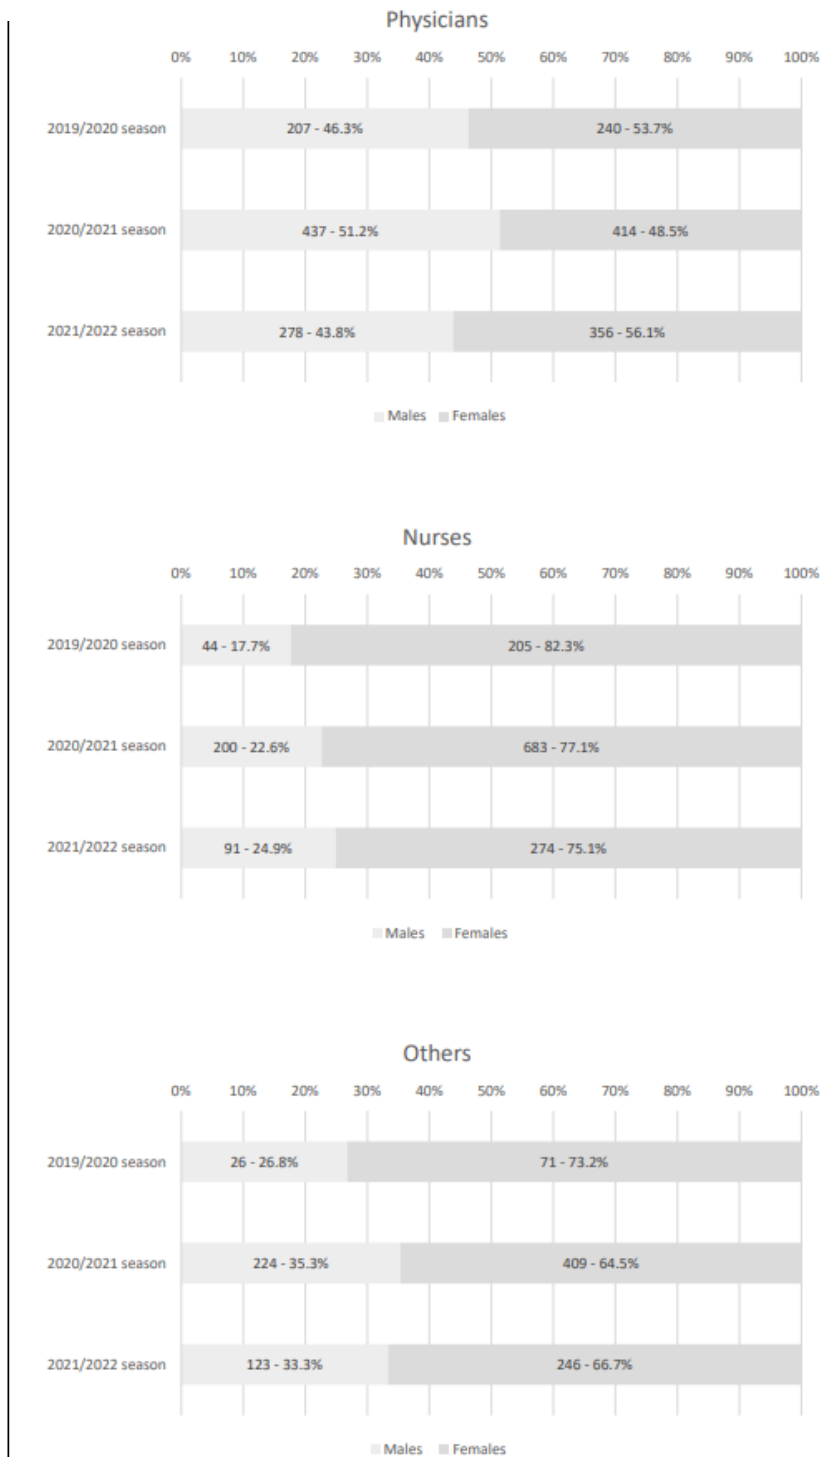 Physicians
0% 10% 20% 30% 40% 50% 60% 70% 80% 90% 100%
2019/2020 season 207 - 46.3% 240 - 53.7%
2020/2021 season 437 - 51.2% 414 - 48.5%
2021/2022 season 278 - 43.8% 356 - 56.1%
Males Females
Nurses
0% 10% 20% 30% 40% 50% 60% 70% 80% 90% 100%
2019/2020 season 44 - 17.7% 205 - 82.3%
2020/2021 season 200 - 22.6% 683 - 77.1%
2021/2022 season 91 - 24.9% 274 - 75.1%
Males Females
Others
0% 10% 20% 30% 40% 50% 60% 70% 80% 90% 100%
2019/2020 season 26 - 26.8% 71 - 73.2%
2020/2021 season 224 - 35.3% 409 - 64.5%
2021/2022 season 123 - 33.3% 246 - 66.7%
Males Females